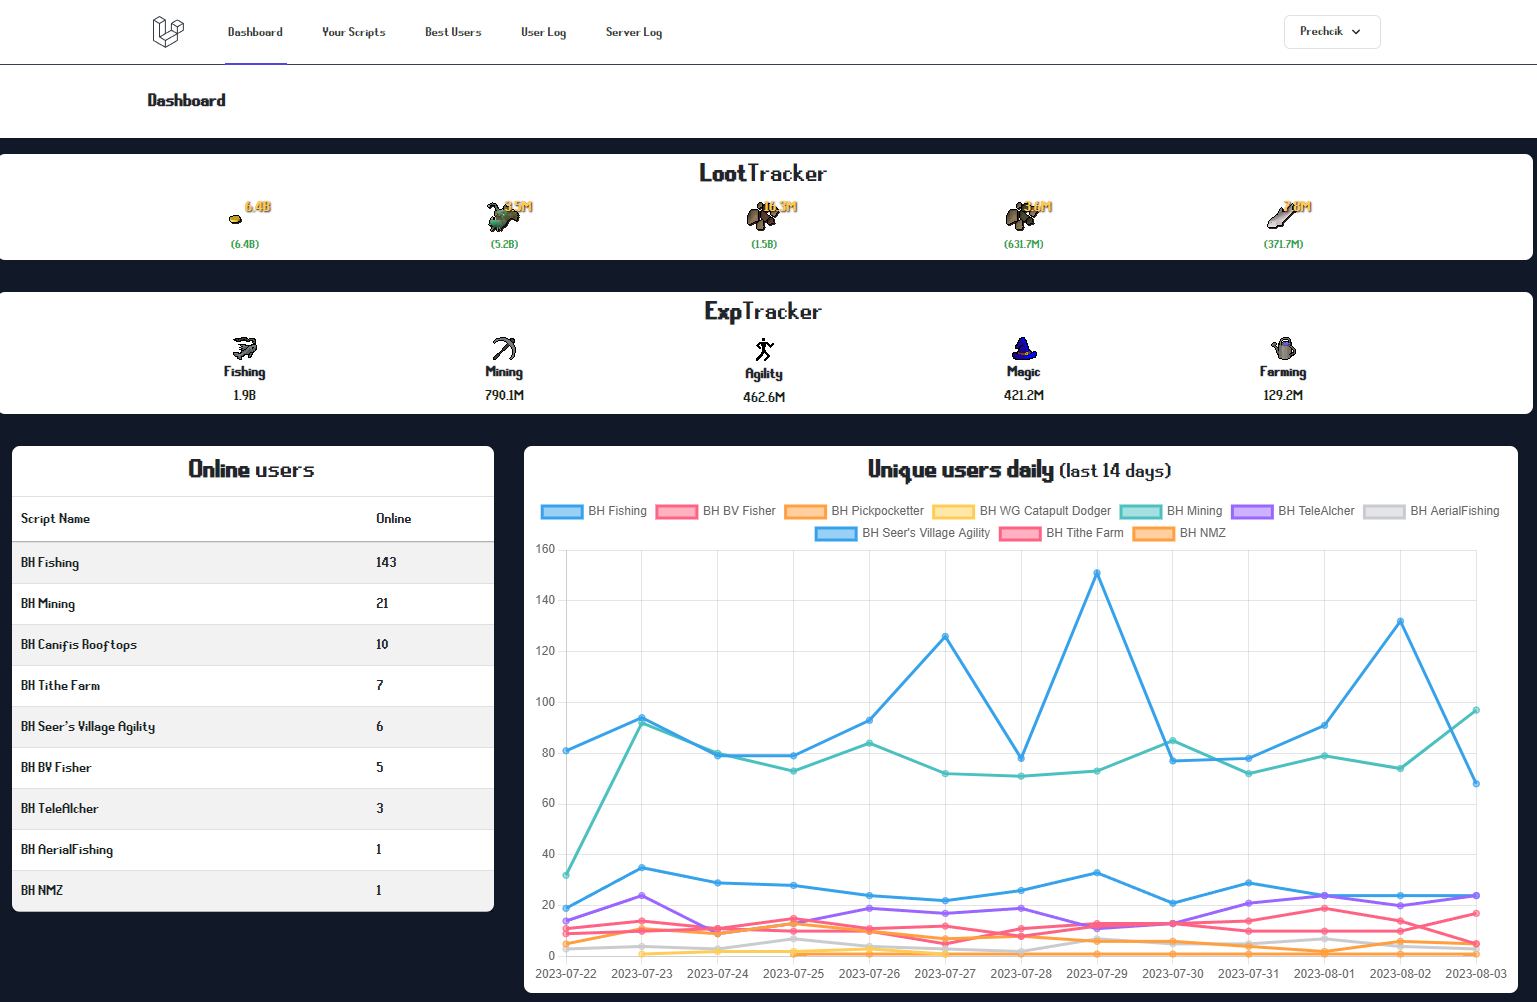 Dashboard Your Scripts Best Users User Log Server Log Prechcik
Dashboard
LootTracker
6.4B 3.5M 16.3M 3.6M 7.8M
(6.4B) (5.2B) (1.5B) (631.7M) (371.7M)
ExpTracker
Fishing Mining Agility Magic Farming
1.9B 790.1M 462.6M 421.2M 129.2M
Online users
Script Name Online
BH Fishing 143
BH Mining 21
BH Canifis Rooftops 10
BH Tithe Farm 7
BH Seer's Village Agility 6
BH BV Fisher 5
BH TeleAlcher 3
BH AerialFishing 1
BH NMZ 1
Unique users daily (last 14 days)
BH Fishing BH BV Fisher BH Pickpocketter BH WG Catapult Dodger BH Mining BH TeleAlcher BH AerialFishing
BH Seer's Village Agility BH Tithe Farm BH NMZ
160
140
120
100
80
60
40
20
0
2023-07-22 2023-07-23 2023-07-24 2023-07-25 2023-07-26 2023-07-27 2023-07-28 2023-07-29 2023-07-30 2023-07-31 2023-08-01 2023-08-02 2023-08-03